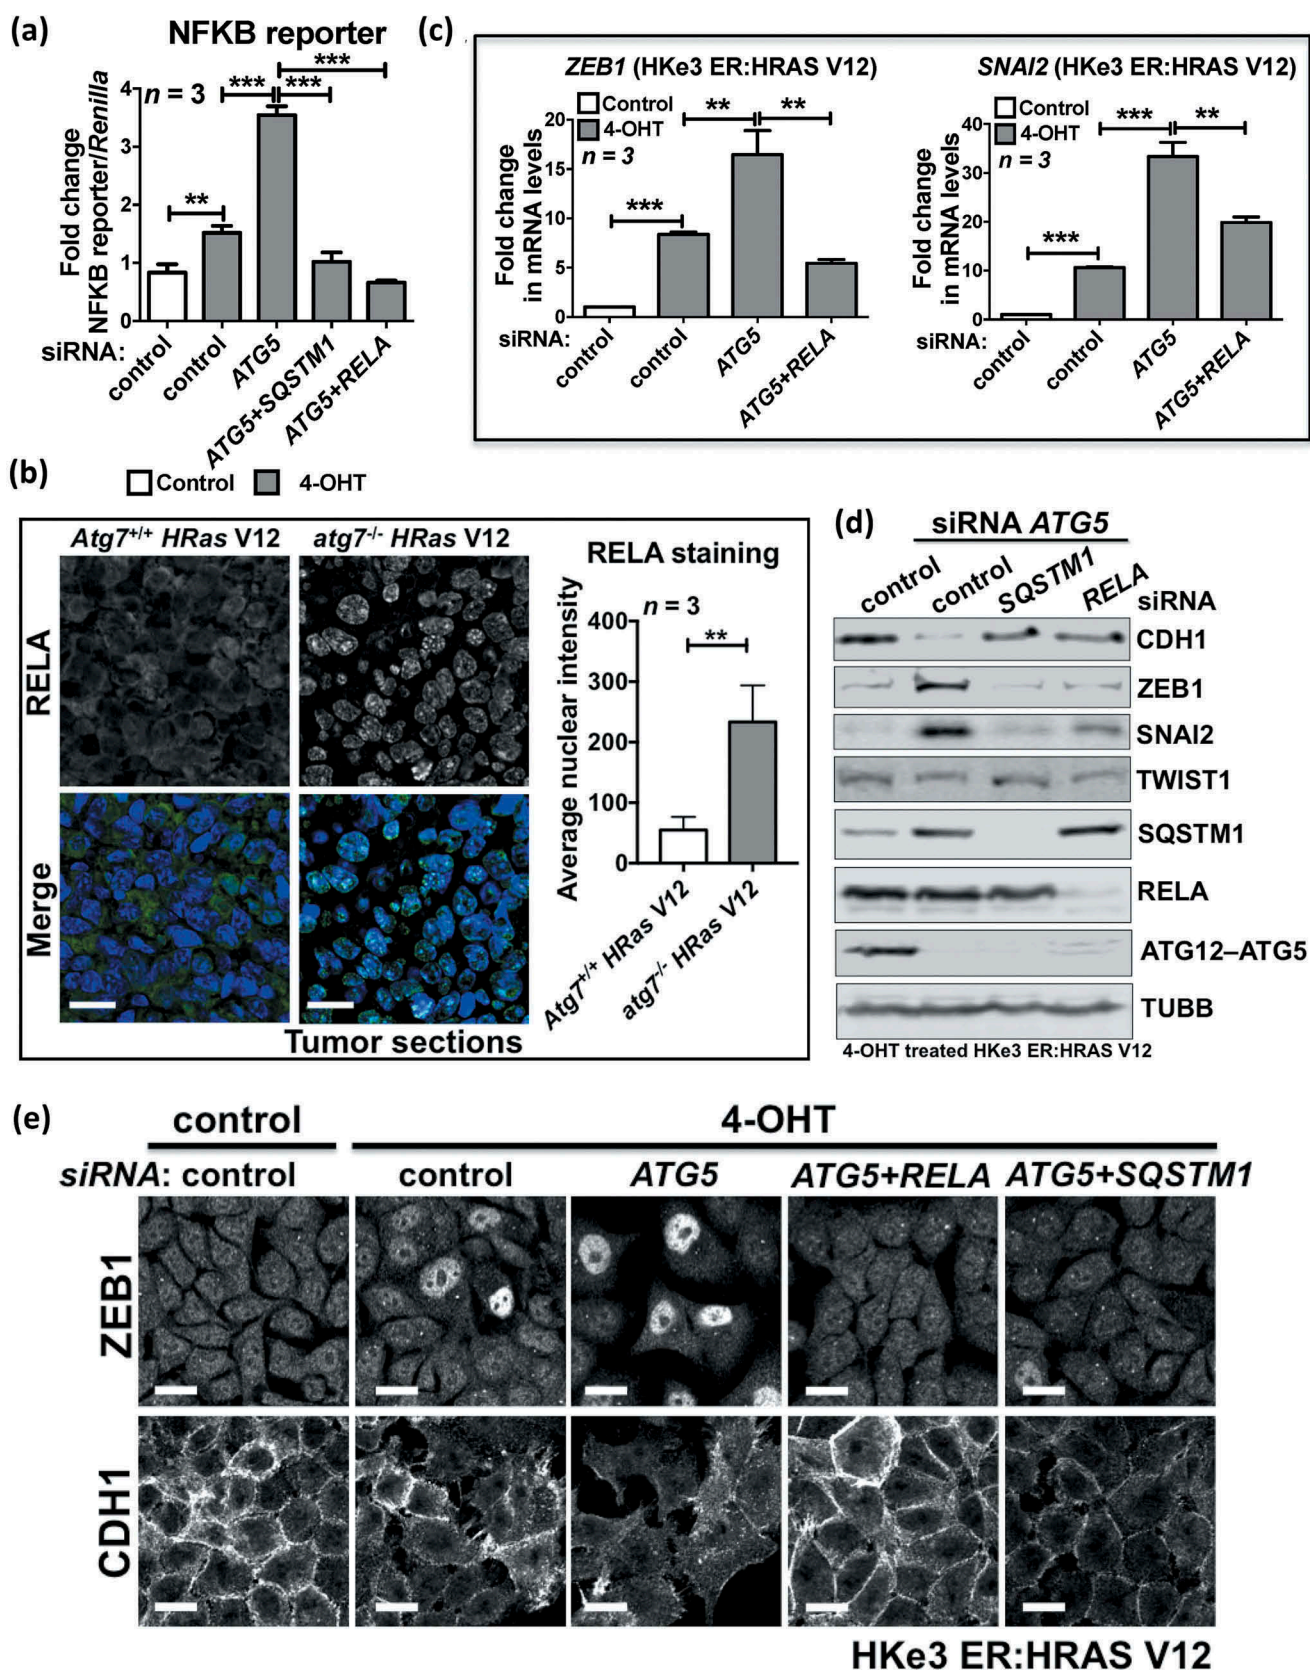 (a)
NFKB reporter
n = 3
***
***
***
**
Fold change
NFKB reporter/Renilla
4
3
2
1
0
siRNA:
control
control
ATG5
ATG5+SQSTM1
ATG5+RELA
Control
4-OHT
(c)
ZEB1 (HKe3 ER:HRAS V12)
Control
4-OHT
n = 3
**
**
***
Fold change
in mRNA levels
20
15
10
5
0
siRNA:
control
control
ATG5
ATG5+RELA
SNAI2 (HKe3 ER:HRAS V12)
Control
4-OHT
n = 3
***
**
***
Fold change
in mRNA levels
40
30
20
10
0
siRNA:
control
control
ATG5
ATG5+RELA
(b)
Atg7+/+ HRas V12
atg7-/- HRas V12
RELA
Merge
Tumor sections
RELA staining
n = 3
**
Average nuclear intensity
400
300
200
100
0
Atg7+/+ HRas V12
atg7-/- HRas V12
(d)
siRNA ATG5
control
control
SQSTM1
RELA
siRNA
CDH1
ZEB1
SNAI2
TWIST1
SQSTM1
RELA
ATG12–ATG5
TUBB
4-OHT treated HKe3 ER:HRAS V12
(e)
control
4-OHT
siRNA: control
control
ATG5
ATG5+RELA
ATG5+SQSTM1
ZEB1
CDH1
HKe3 ER:HRAS V12